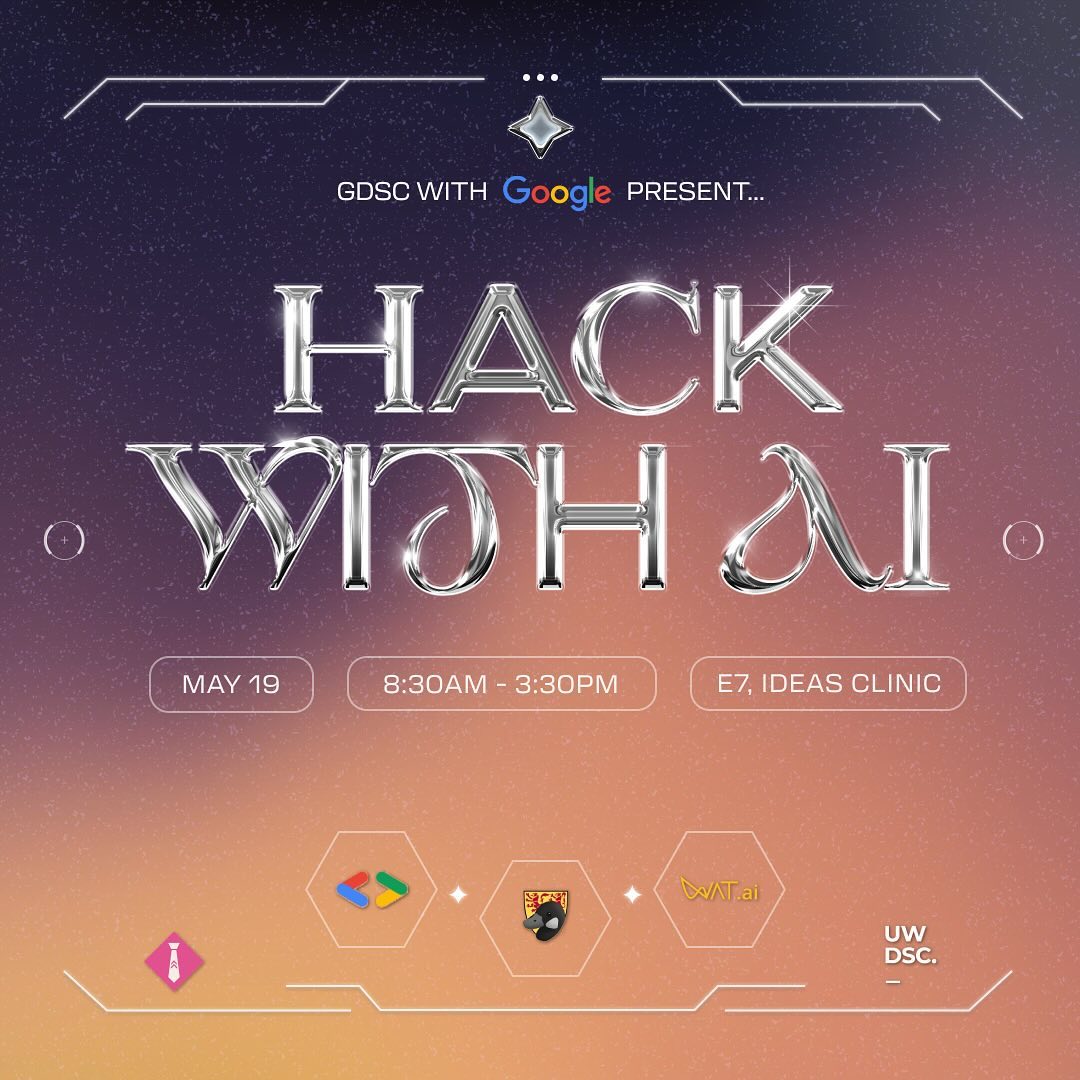 GDSC WITH Google PRESENT...
HACK
WITH AI
MAY 19
8:30AM - 3:30PM
E7, IDEAS CLINIC
WAT.ai
UW
DSC.